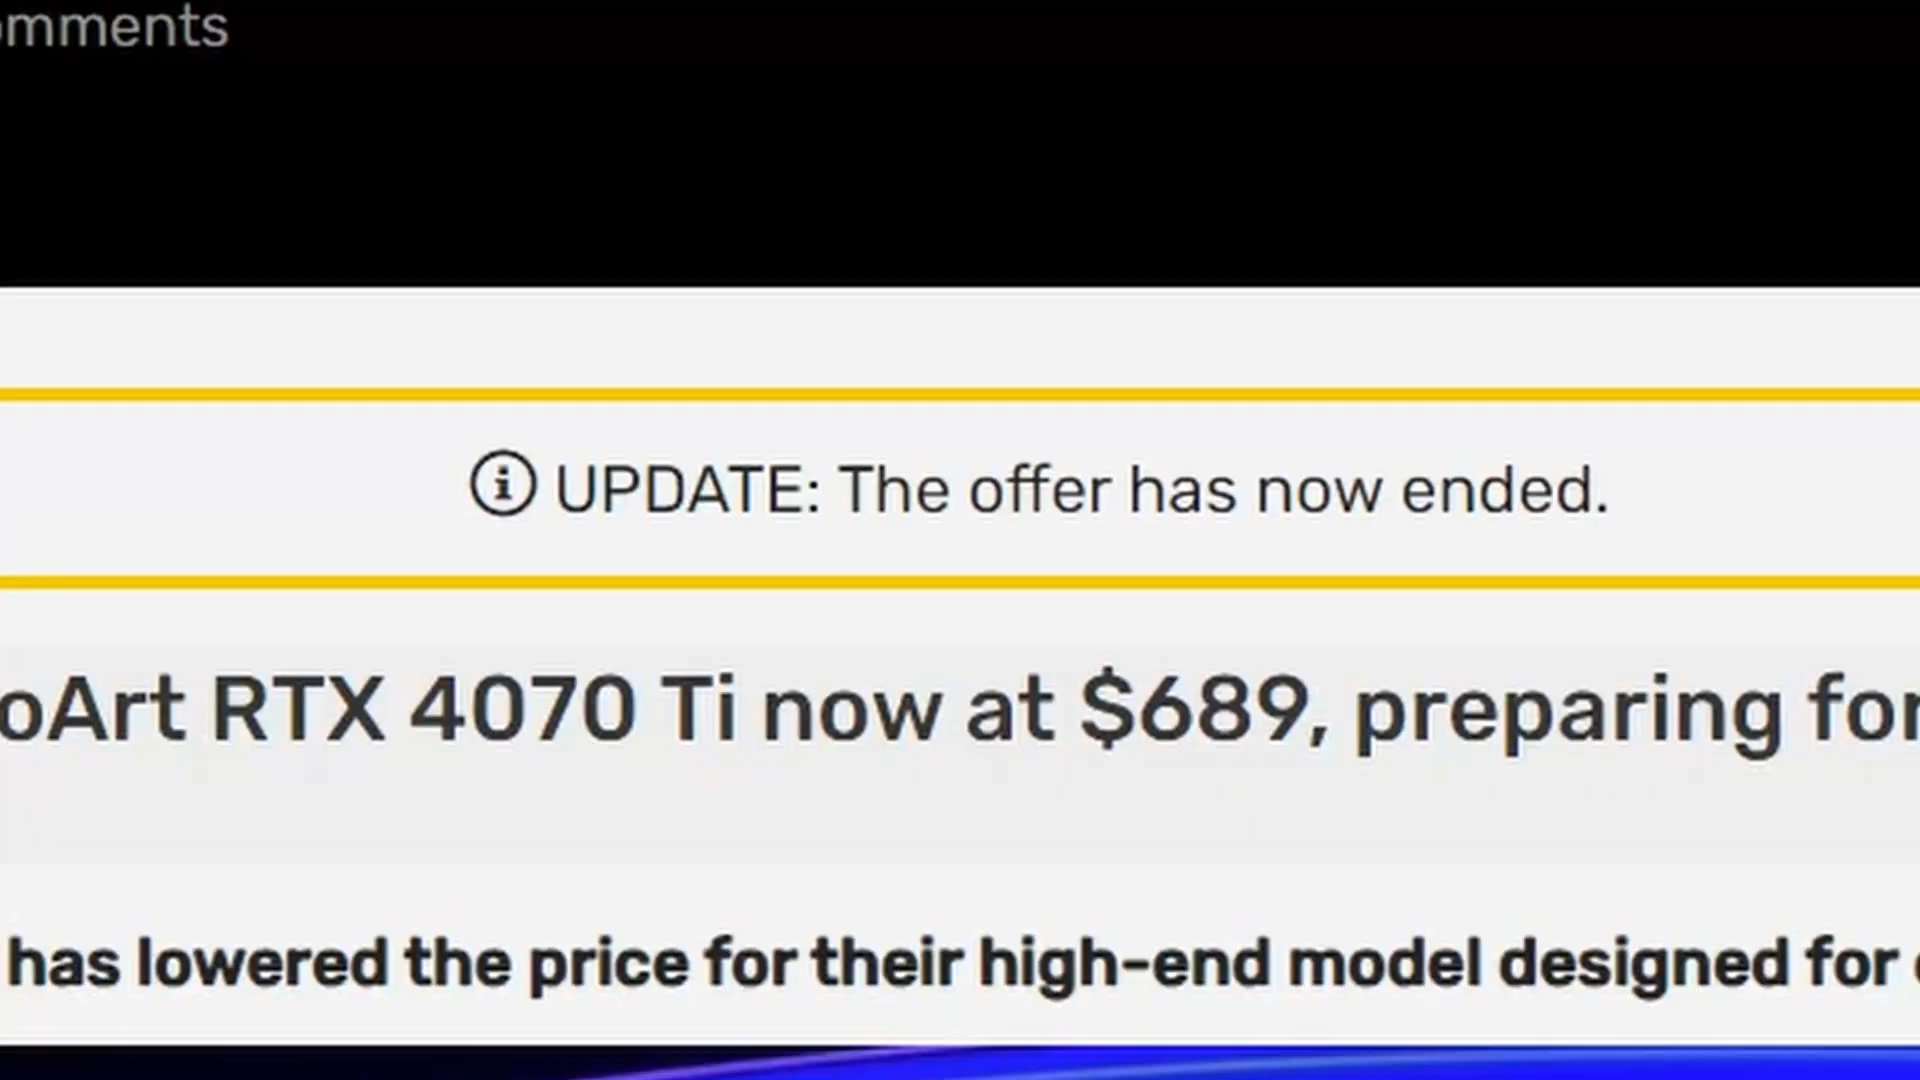 omments
UPDATE: The offer has now ended.
oArt RTX 4070 Ti now at $689, preparing for
has lowered the price for their high-end model designed for